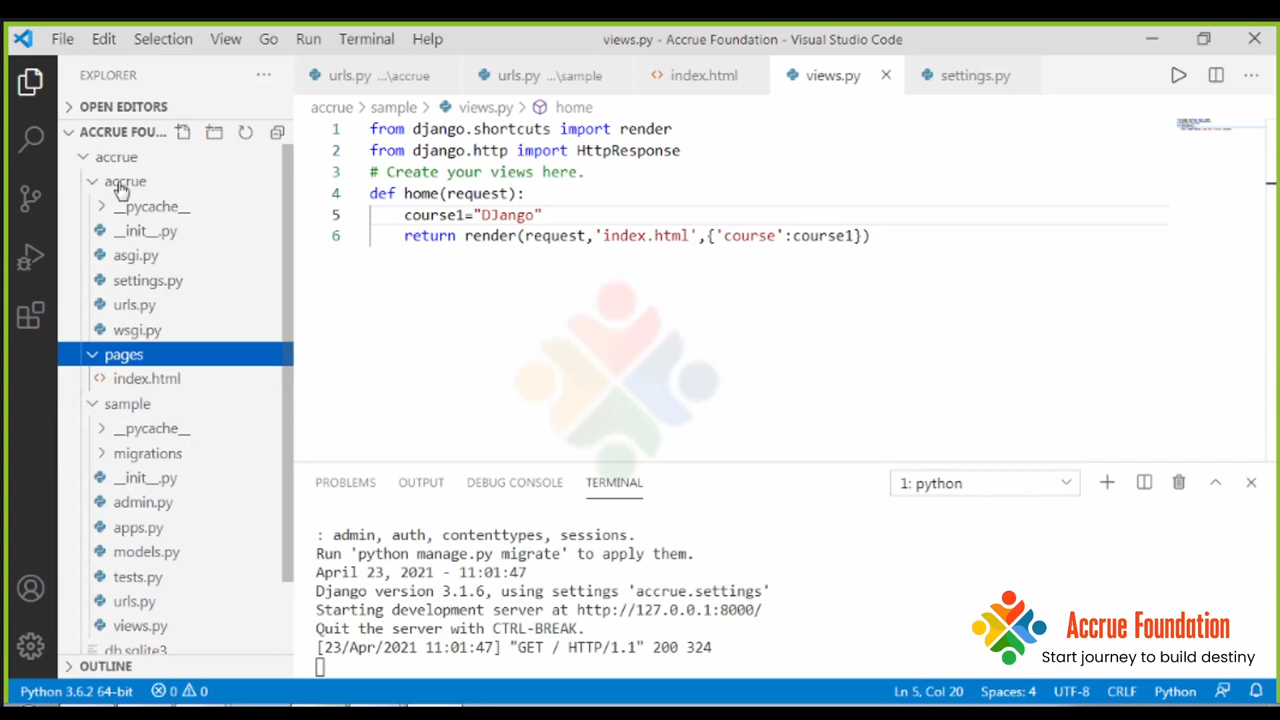 File Edit Selection View Go Run Terminal Help
views.py - Accrue Foundation - Visual Studio Code
EXPLORER
OPEN EDITORS
ACCRUE FOU...
accrue
accrue
__pycache__
__init__.py
asgi.py
settings.py
urls.py
wsgi.py
pages
index.html
sample
__pycache__
migrations
__init__.py
admin.py
apps.py
models.py
tests.py
urls.py
views.py
db.sqlite3
OUTLINE
urls.py ...\accrue
urls.py ...\sample
index.html
views.py
settings.py
accrue > sample > views.py > home
1 from django.shortcuts import render
2 from django.http import HttpResponse
3 # Create your views here.
4 def home(request):
5 course1="DJango"
6 return render(request,'index.html',{'course':course1})
PROBLEMS OUTPUT DEBUG CONSOLE TERMINAL
1: python
: admin, auth, contenttypes, sessions.
Run 'python manage.py migrate' to apply them.
April 23, 2021 - 11:01:47
Django version 3.1.6, using settings 'accrue.settings'
Starting development server at http://127.0.0.1:8000/
Quit the server with CTRL-BREAK.
[23/Apr/2021 11:01:47] "GET / HTTP/1.1" 200 324
Accrue Foundation
Start journey to build destiny
Python 3.6.2 64-bit 0 0
Ln 5, Col 20 Spaces: 4 UTF-8 CRLF Python